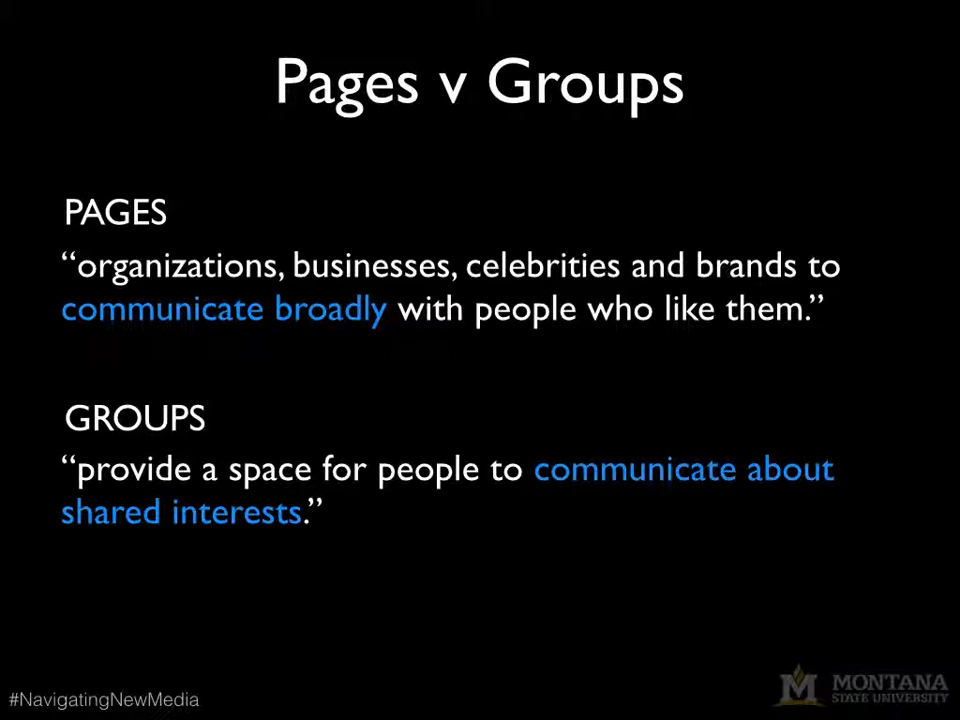 Pages v Groups
PAGES
“organizations, businesses, celebrities and brands to
communicate broadly with people who like them.”
GROUPS
“provide a space for people to communicate about
shared interests.”
#NavigatingNewMedia
M MONTANA
STATE UNIVERSITY